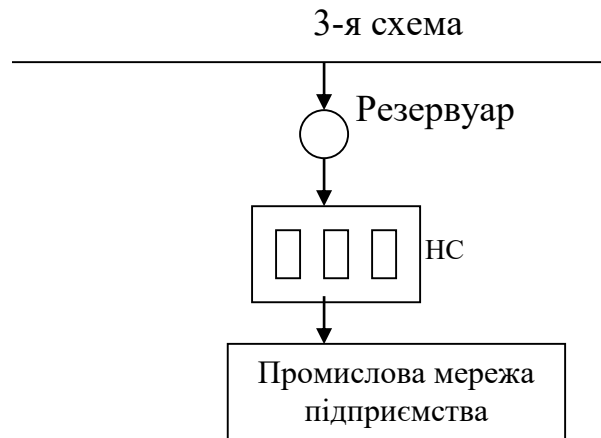 3-я схема
Резервуар
НС
Промислова мережа
підприємства